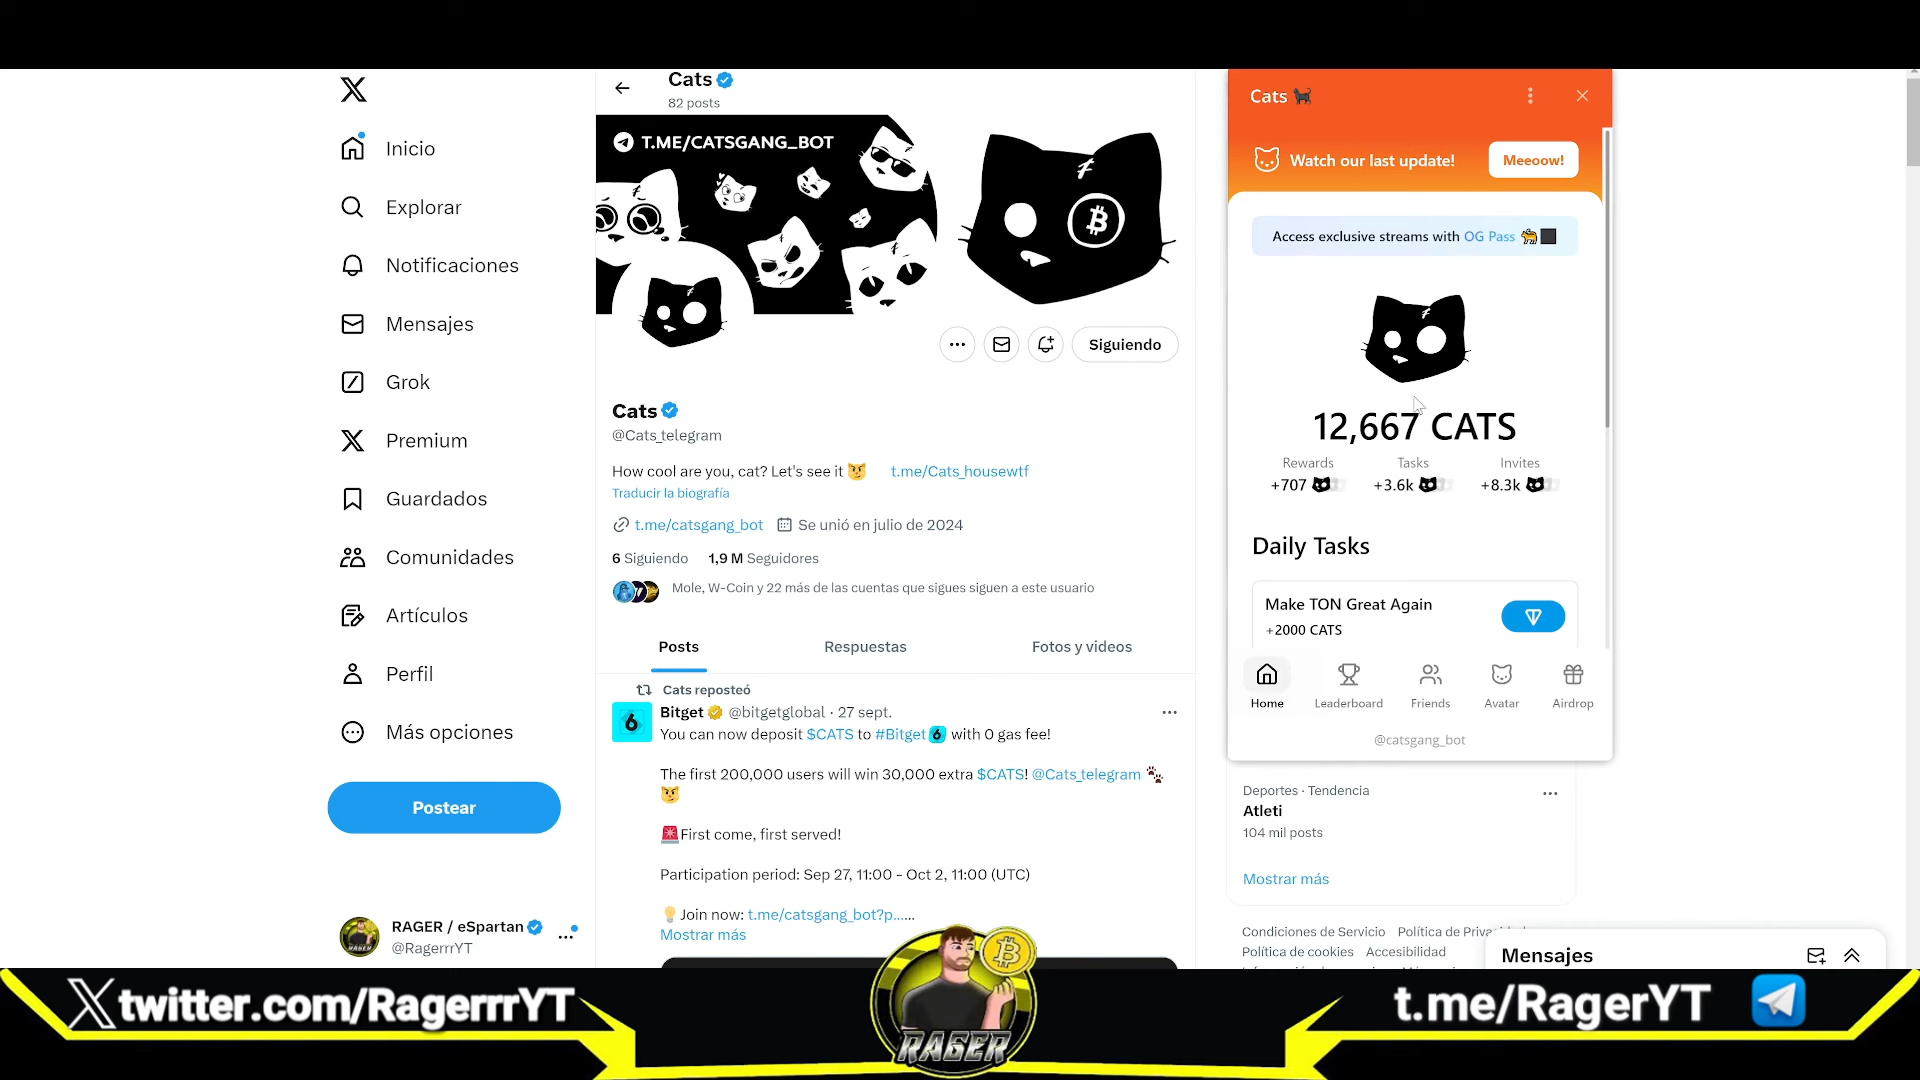 Inicio
Explorar
Notificaciones
Mensajes
Grok
Premium
Guardados
Comunidades
Artículos
Perfil
Más opciones
Postear
RAGER / eSpartan
@RagerrrYT
Cats
82 posts
T.ME/CATSGANG_BOT
Siguiendo
Cats
@Cats_telegram
How cool are you, cat? Let's see it 😼 t.me/Cats_housewtf
Traducir la biografía
t.me/catsgang_bot Se unió en julio de 2024
6 Siguiendo 1,9 M Seguidores
Mole, W-Coin y 22 más de las cuentas que sigues siguen a este usuario
Posts Respuestas Fotos y videos
Cats reposteó
Bitget @bitgetglobal · 27 sept.
You can now deposit $CATS to #Bitget with 0 gas fee!
The first 200,000 users will win 30,000 extra $CATS! @Cats_telegram 🐾
😼
🚨First come, first served!
Participation period: Sep 27, 11:00 - Oct 2, 11:00 (UTC)
💡Join now: t.me/catsgang_bot?p......
Mostrar más
Cats 🐈‍⬛
Watch our last update! Meeoow!
Access exclusive streams with OG Pass 🐆⬛
12,667 CATS
Rewards Tasks Invites
+707 +3.6k +8.3k
Daily Tasks
Make TON Great Again
+2000 CATS
Home Leaderboard Friends Avatar Airdrop
@catsgang_bot
Deportes · Tendencia
Atleti
104 mil posts
Mostrar más
Condiciones de Servicio Política de
Política de cookies Accesibilidad
Mensajes
twitter.com/RagerrrYT
RAGER
t.me/RagerYT